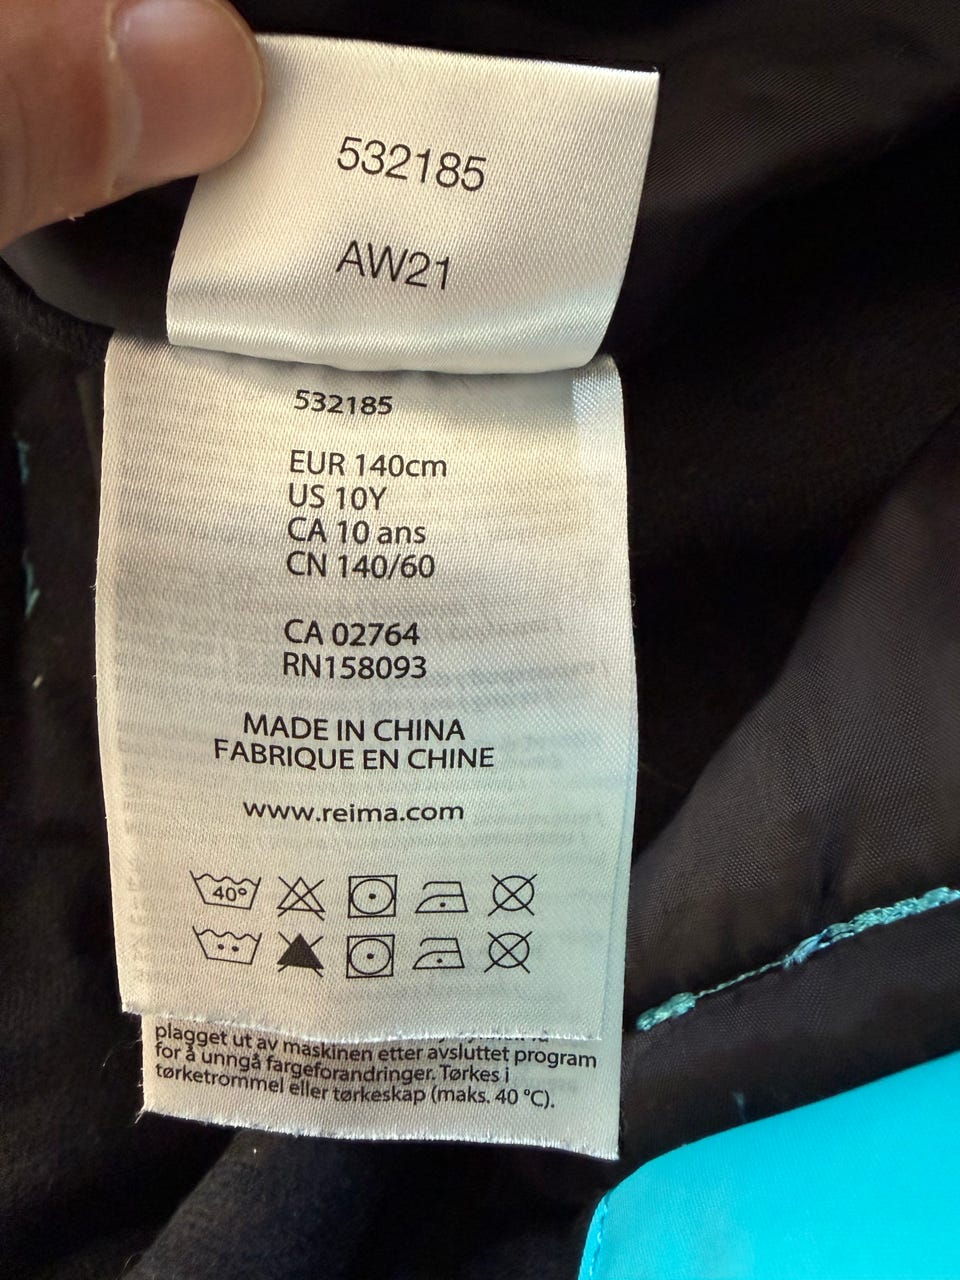 532185
AW21
532185
EUR 140cm
US 10Y
CA 10 ans
CN 140/60
CA 02764
RN158093
MADE IN CHINA
FABRIQUE EN CHINE
www.reima.com
40°
plagget ut av maskinen etter avsluttet program
for å unngå fargeforandringer. Tørkes i
tørketrommel eller tørkeskap (maks. 40 °C).